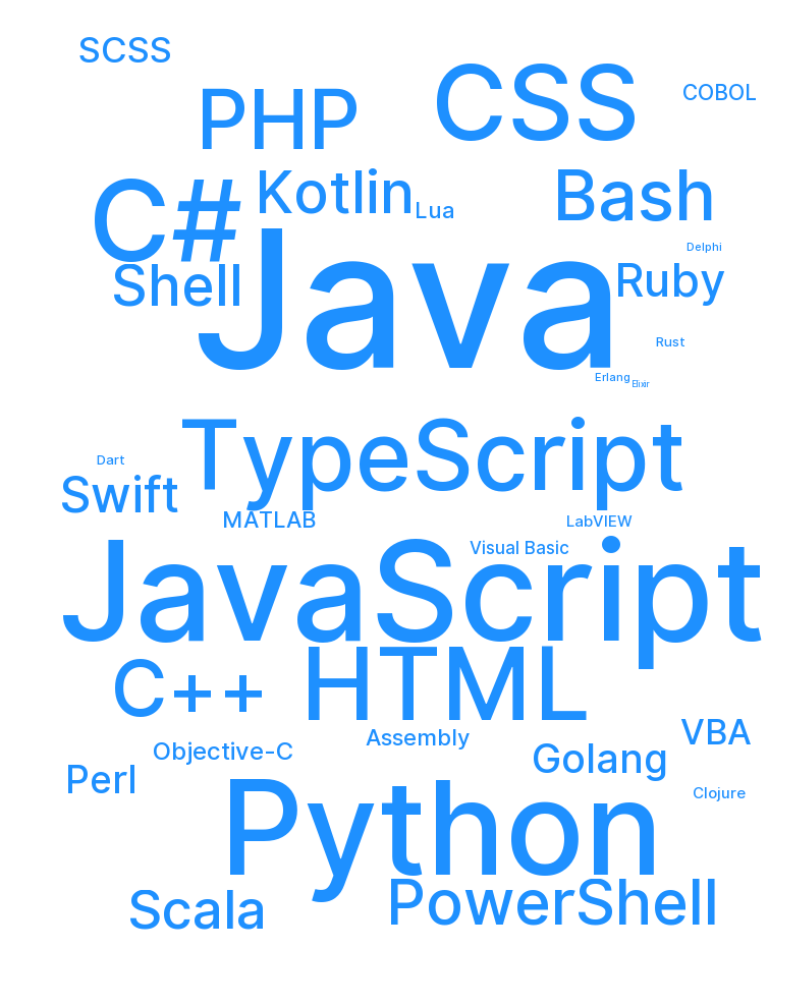 SCSS
CSS
COBOL
PHP
Kotlin
Bash
C#
Lua
Delphi
Shell
Java
Ruby
Rust
Erlang
Elixir
TypeScript
Dart
Swift
MATLAB
LabVIEW
Visual Basic
JavaScript
C++
HTML
VBA
Assembly
Objective-C
Golang
Perl
Clojure
Python
Scala
PowerShell